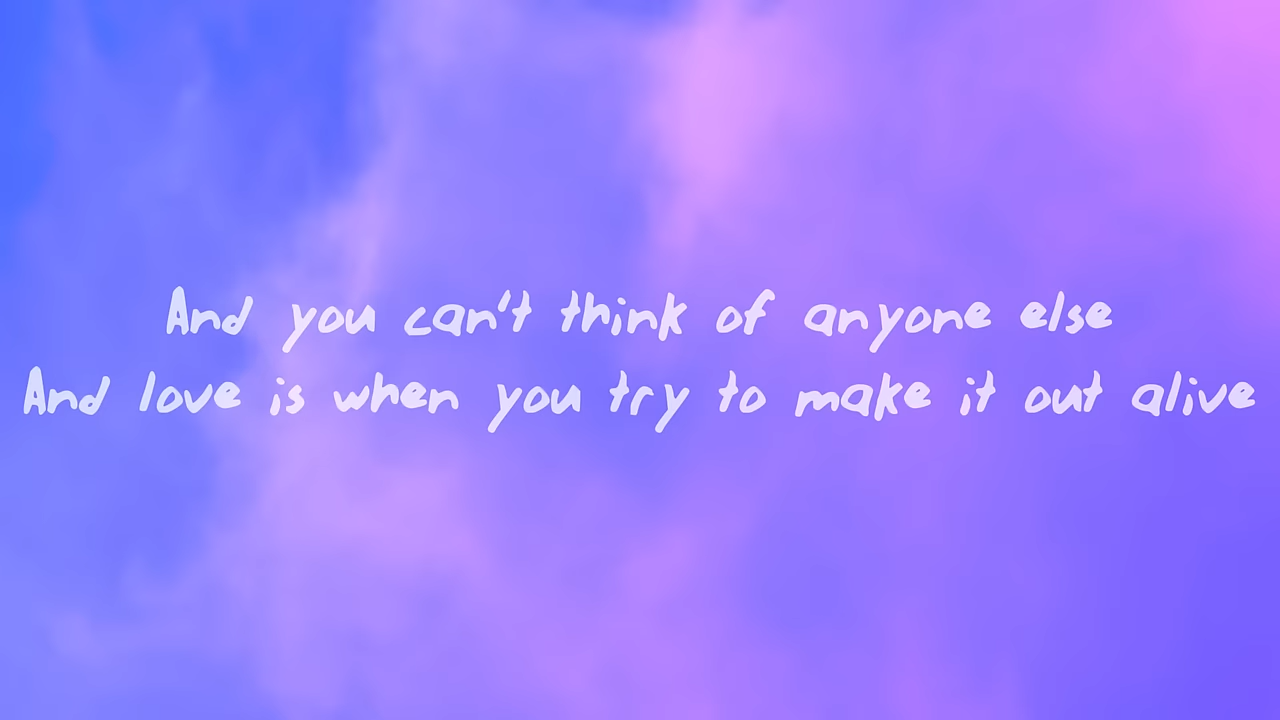 And you can't think of anyone else
And love is when you try to make it out alive